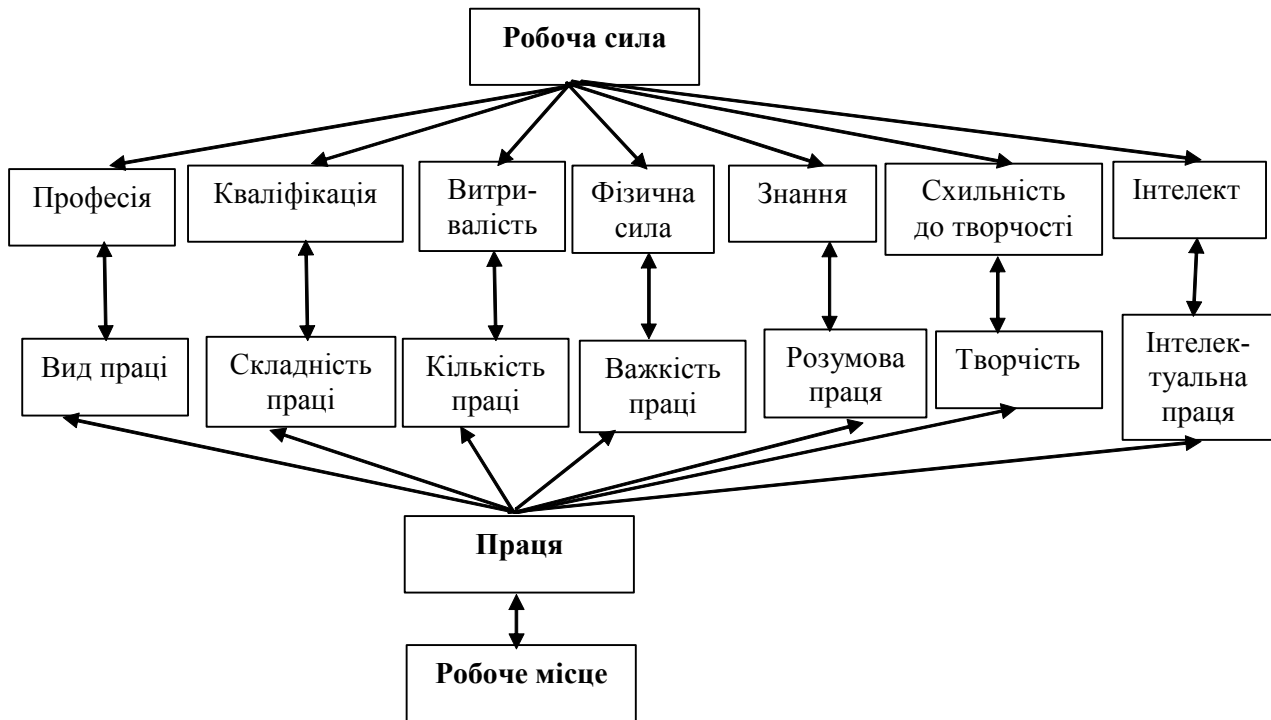 Робоча сила
Професія
Кваліфікація
Витри-
валість
Фізична
сила
Знання
Схильність
до творчості
Інтелект
Вид праці
Складність
праці
Кількість
праці
Важкість
праці
Розумова
праця
Творчість
Інтелек-
туальна
праця
Праця
Робоче місце